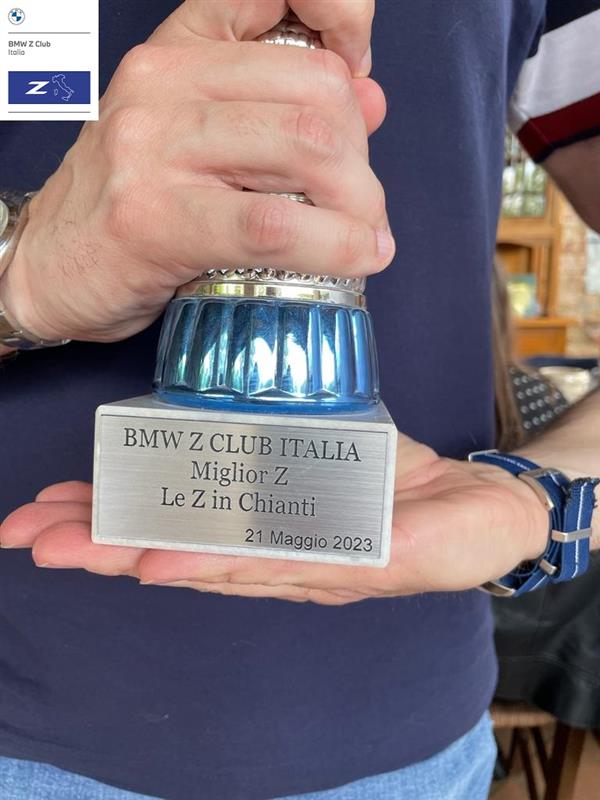 BMW Z Club
Italia
Z
BMW Z CLUB ITALIA
Miglior Z
Le Z in Chianti
21 Maggio 2023